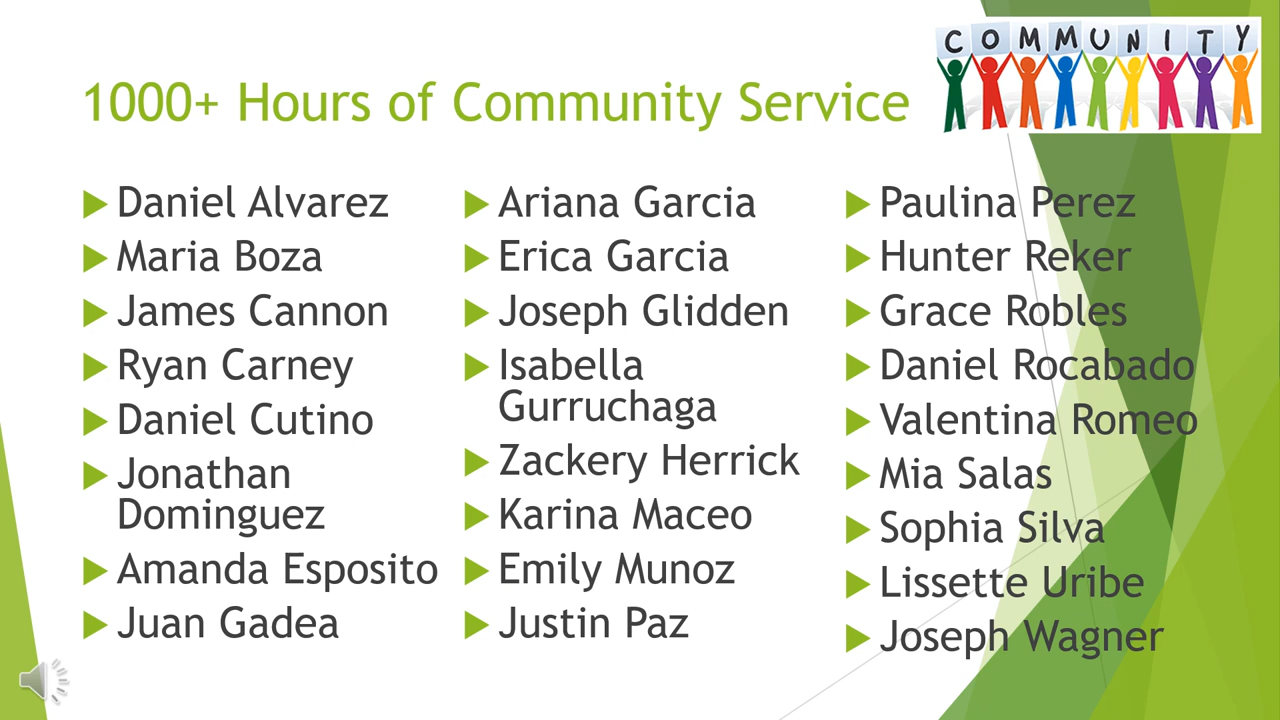 COMMUNITY
1000+ Hours of Community Service
Daniel Alvarez
Maria Boza
James Cannon
Ryan Carney
Daniel Cutino
Jonathan
Dominguez
Amanda Esposito
Juan Gadea
Ariana Garcia
Erica Garcia
Joseph Glidden
Isabella
Gurruchaga
Zackery Herrick
Karina Maceo
Emily Munoz
Justin Paz
Paulina Perez
Hunter Reker
Grace Robles
Daniel Rocabado
Valentina Romeo
Mia Salas
Sophia Silva
Lissette Uribe
Joseph Wagner